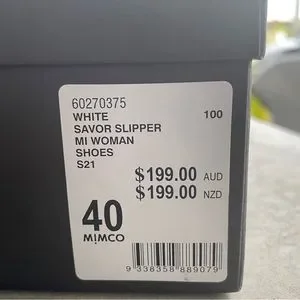 60270375
WHITE 100
SAVOR SLIPPER
MI WOMAN
SHOES
S21
$199.00 AUD
$199.00 NZD
40
MIMCO
9 338358 889079